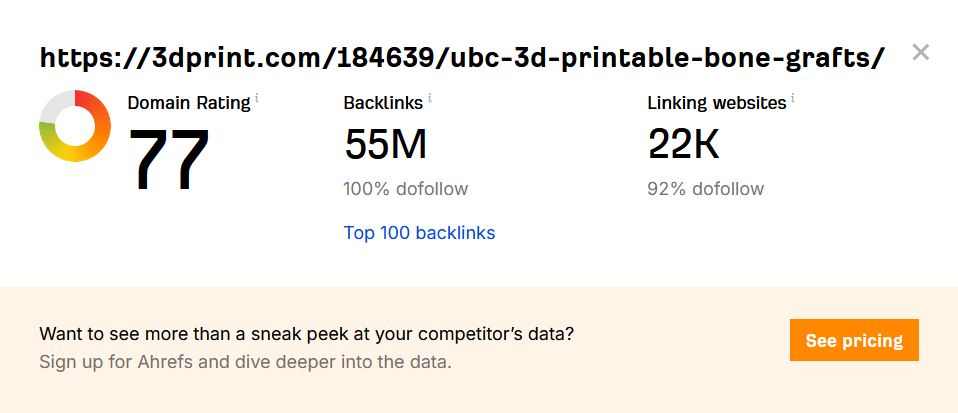 https://3dprint.com/184639/ubc-3d-printable-bone-grafts/
Domain Rating i
77
Backlinks i
55M
100% dofollow
Top 100 backlinks
Linking websites i
22K
92% dofollow
Want to see more than a sneak peek at your competitor's data?
Sign up for Ahrefs and dive deeper into the data.
See pricing